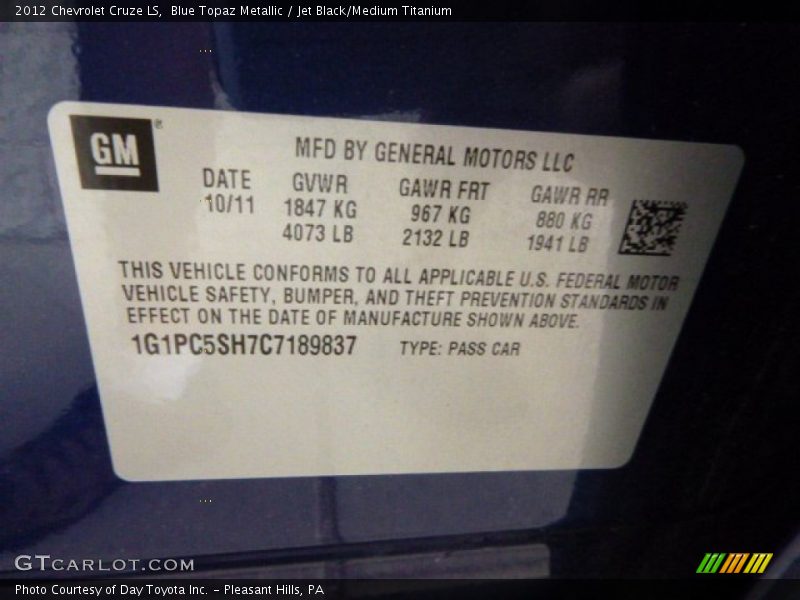 2012 Chevrolet Cruze LS,  Blue Topaz Metallic / Jet Black/Medium Titanium
GM®
MFD BY GENERAL MOTORS LLC
DATE GVWR GAWR FRT GAWR RR
10/11 1847 KG 967 KG 880 KG
4073 LB 2132 LB 1941 LB
THIS VEHICLE CONFORMS TO ALL APPLICABLE U.S. FEDERAL MOTOR
VEHICLE SAFETY, BUMPER, AND THEFT PREVENTION STANDARDS IN
EFFECT ON THE DATE OF MANUFACTURE SHOWN ABOVE.
1G1PC5SH7C7189837 TYPE: PASS CAR
GTCARLOT.COM
Photo Courtesy of Day Toyota Inc. - Pleasant Hills, PA